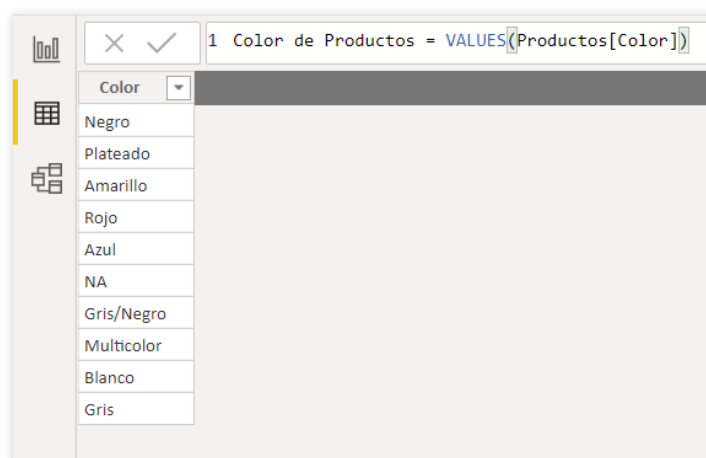 1 Color de Productos = VALUES(Productos[Color])
Color
Negro
Plateado
Amarillo
Rojo
Azul
NA
Gris/Negro
Multicolor
Blanco
Gris